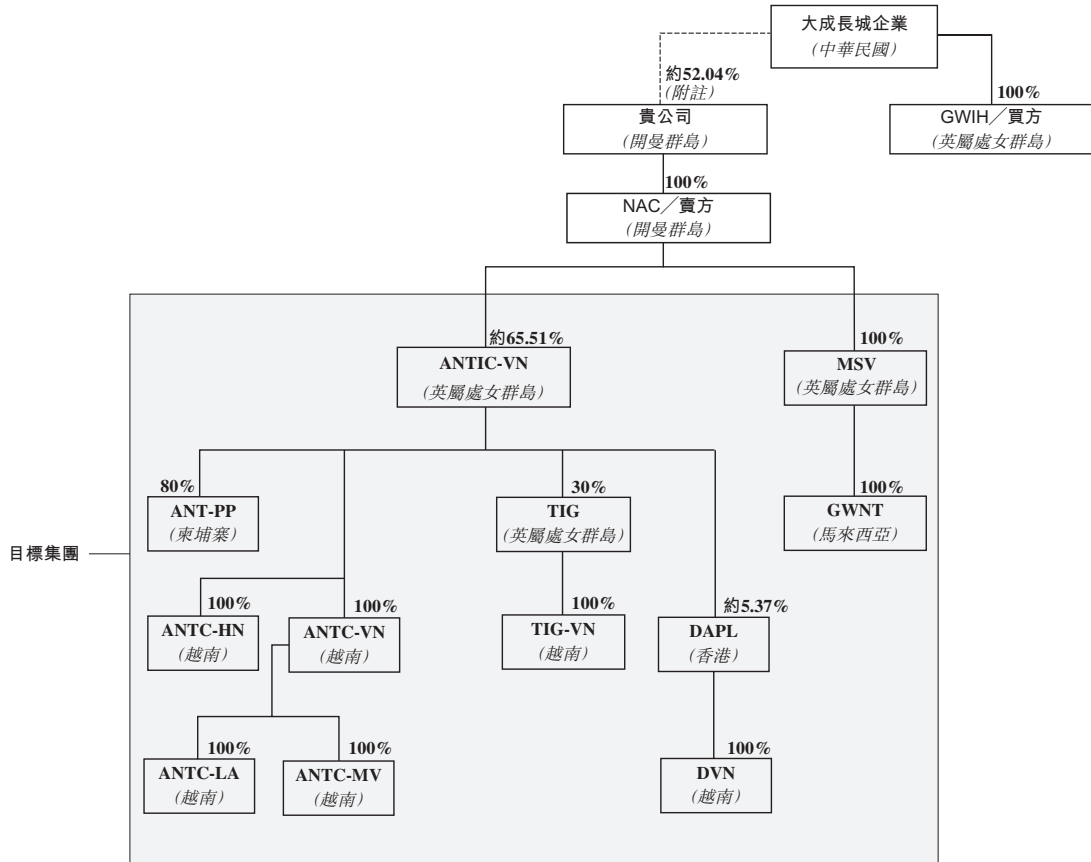 大成長城企業
(中華民國)
約52.04%
(附註)
100%
貴公司
(開曼群島)
GWIH／買方
(英屬處女群島)
100%
NAC／賣方
(開曼群島)
約65.51%
100%
ANTIC-VN
(英屬處女群島)
MSV
(英屬處女群島)
80%
30%
100%
ANT-PP
(柬埔寨)
TIG
(英屬處女群島)
GWNT
(馬來西亞)
目標集團
100%
100%
100%
約5.37%
ANTC-HN
(越南)
ANTC-VN
(越南)
TIG-VN
(越南)
DAPL
(香港)
100%
100%
100%
ANTC-LA
(越南)
ANTC-MV
(越南)
DVN
(越南)